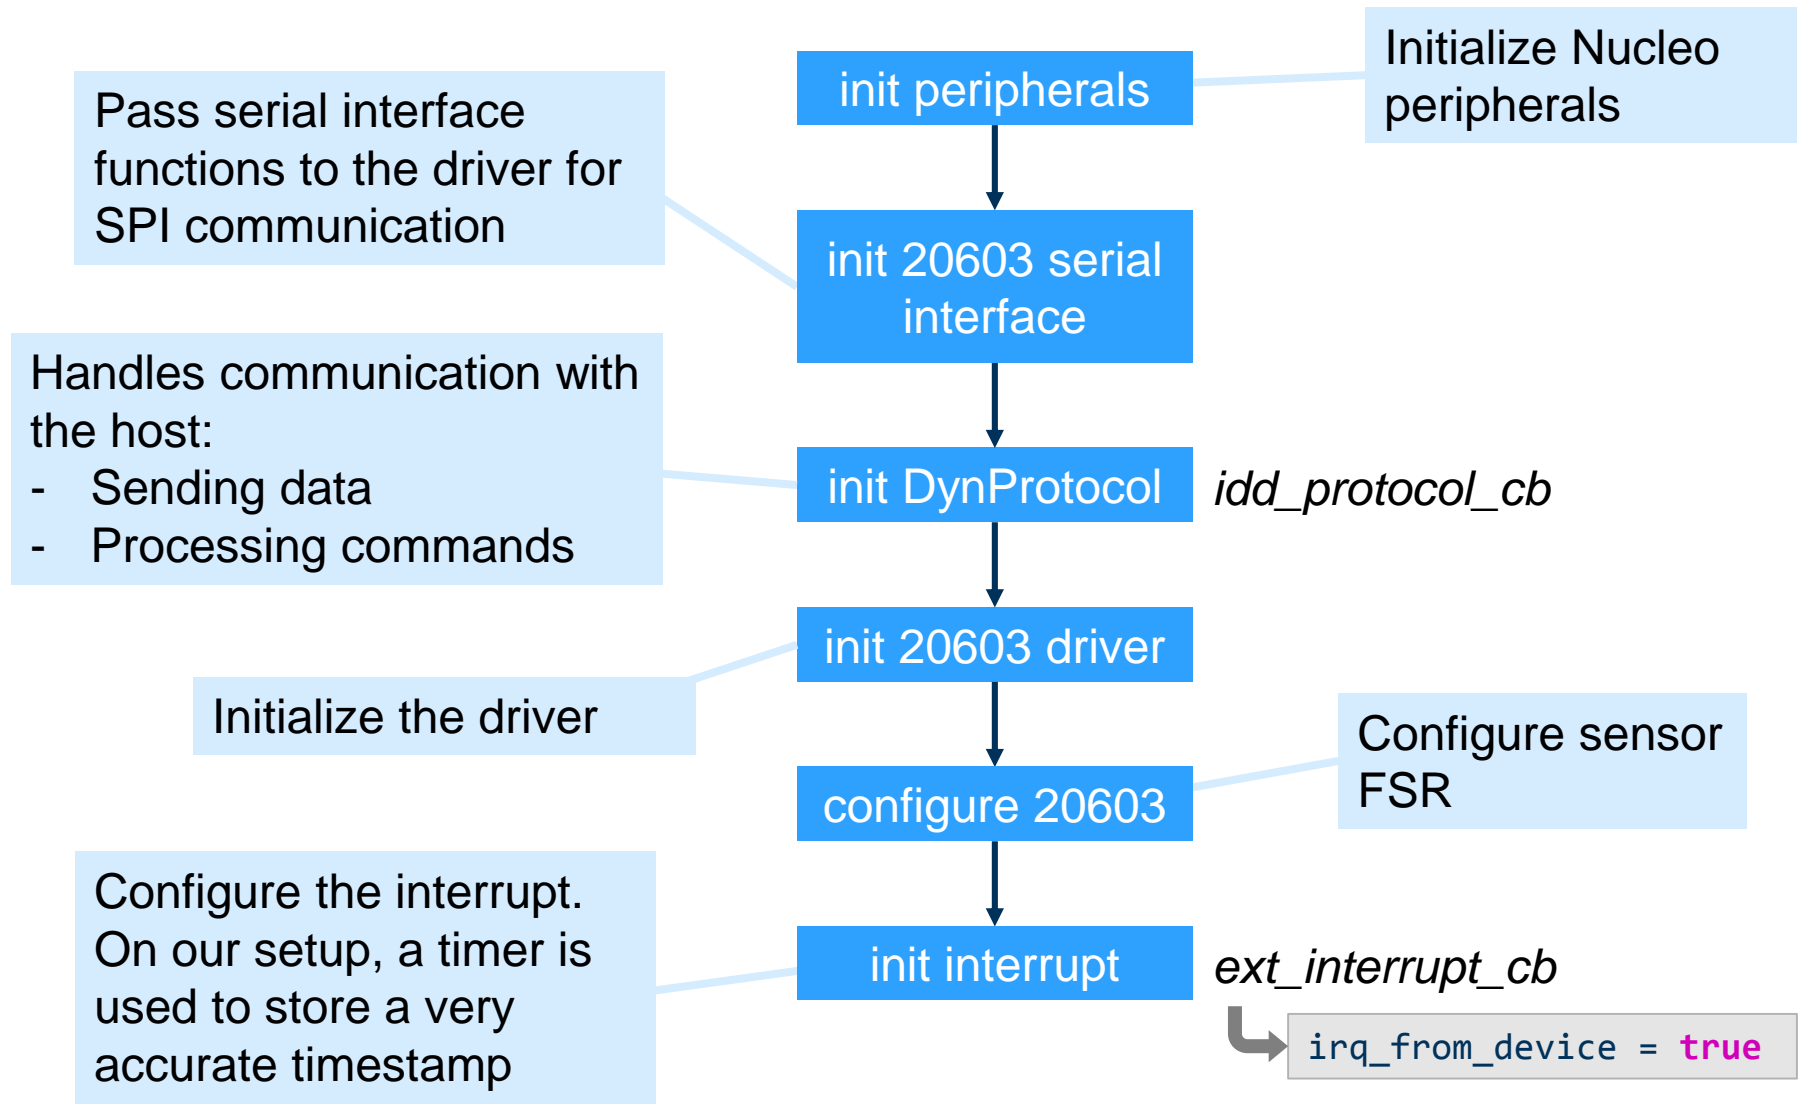 init peripherals
Initialize Nucleo
peripherals
Pass serial interface
functions to the driver for
SPI communication
init 20603 serial
interface
Handles communication with
the host:
- Sending data
- Processing commands
init DynProtocol
idd_protocol_cb
init 20603 driver
Initialize the driver
configure 20603
Configure sensor
FSR
Configure the interrupt.
On our setup, a timer is
used to store a very
accurate timestamp
init interrupt
ext_interrupt_cb
irq_from_device = true